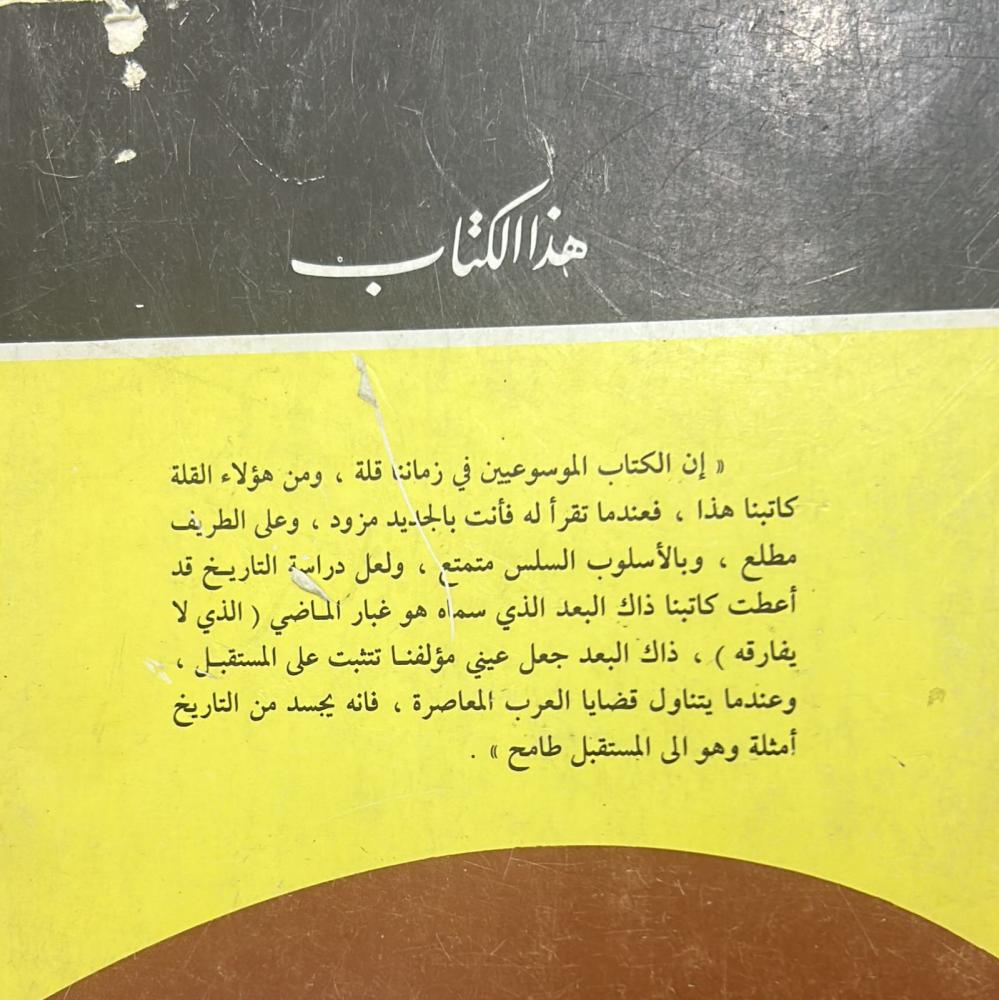 هذا الكتاب
« إن الكتاب الموسوعيين في زماننا قلة ، ومن هؤلاء القلة
كاتبنا هذا ، فعندما تقرأ له فأنت بالجديد مزود ، وعلى الطريف
مطلع ، وبالأسلوب السلس متمتع ، ولعل دراسة التاريخ قد
أعطت كاتبنا ذاك البعد الذي سماه هو غبار الماضي ( الذي لا
يفارقه ) ، ذاك البعد جعل عيني مؤلفنا تتثبت على المستقبل ،
وعندما يتناول قضايا العرب المعاصرة ، فانه يجسد من التاريخ
أمثلة وهو الى المستقبل طامح » .